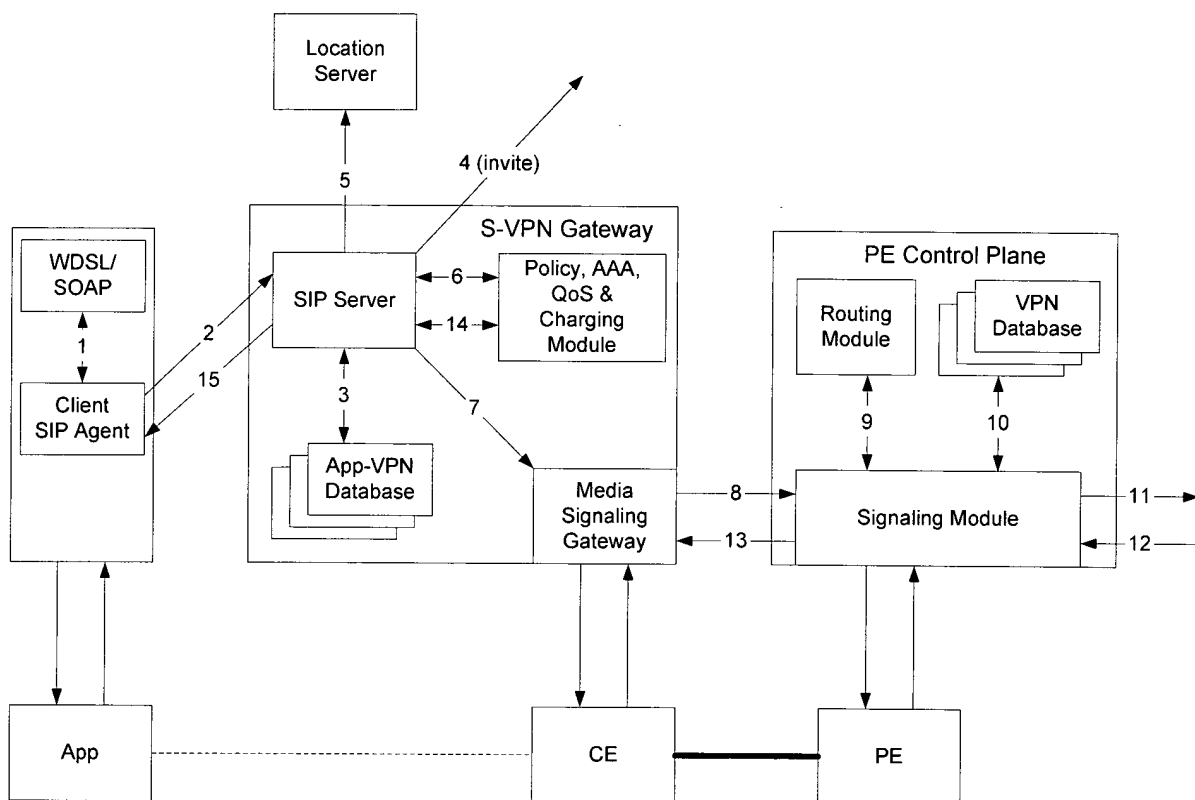 Location
Server
4 (invite)
5
S-VPN Gateway
PE Control Plane
WDSL/
SOAP
SIP Server
6
Policy, AAA,
QoS &
Charging
Module
14
Routing
Module
VPN
Database
1
2
15
Client
SIP Agent
3
7
9
10
App-VPN
Database
Media
Signaling
Gateway
8
13
Signaling Module
11
12
App
CE
PE